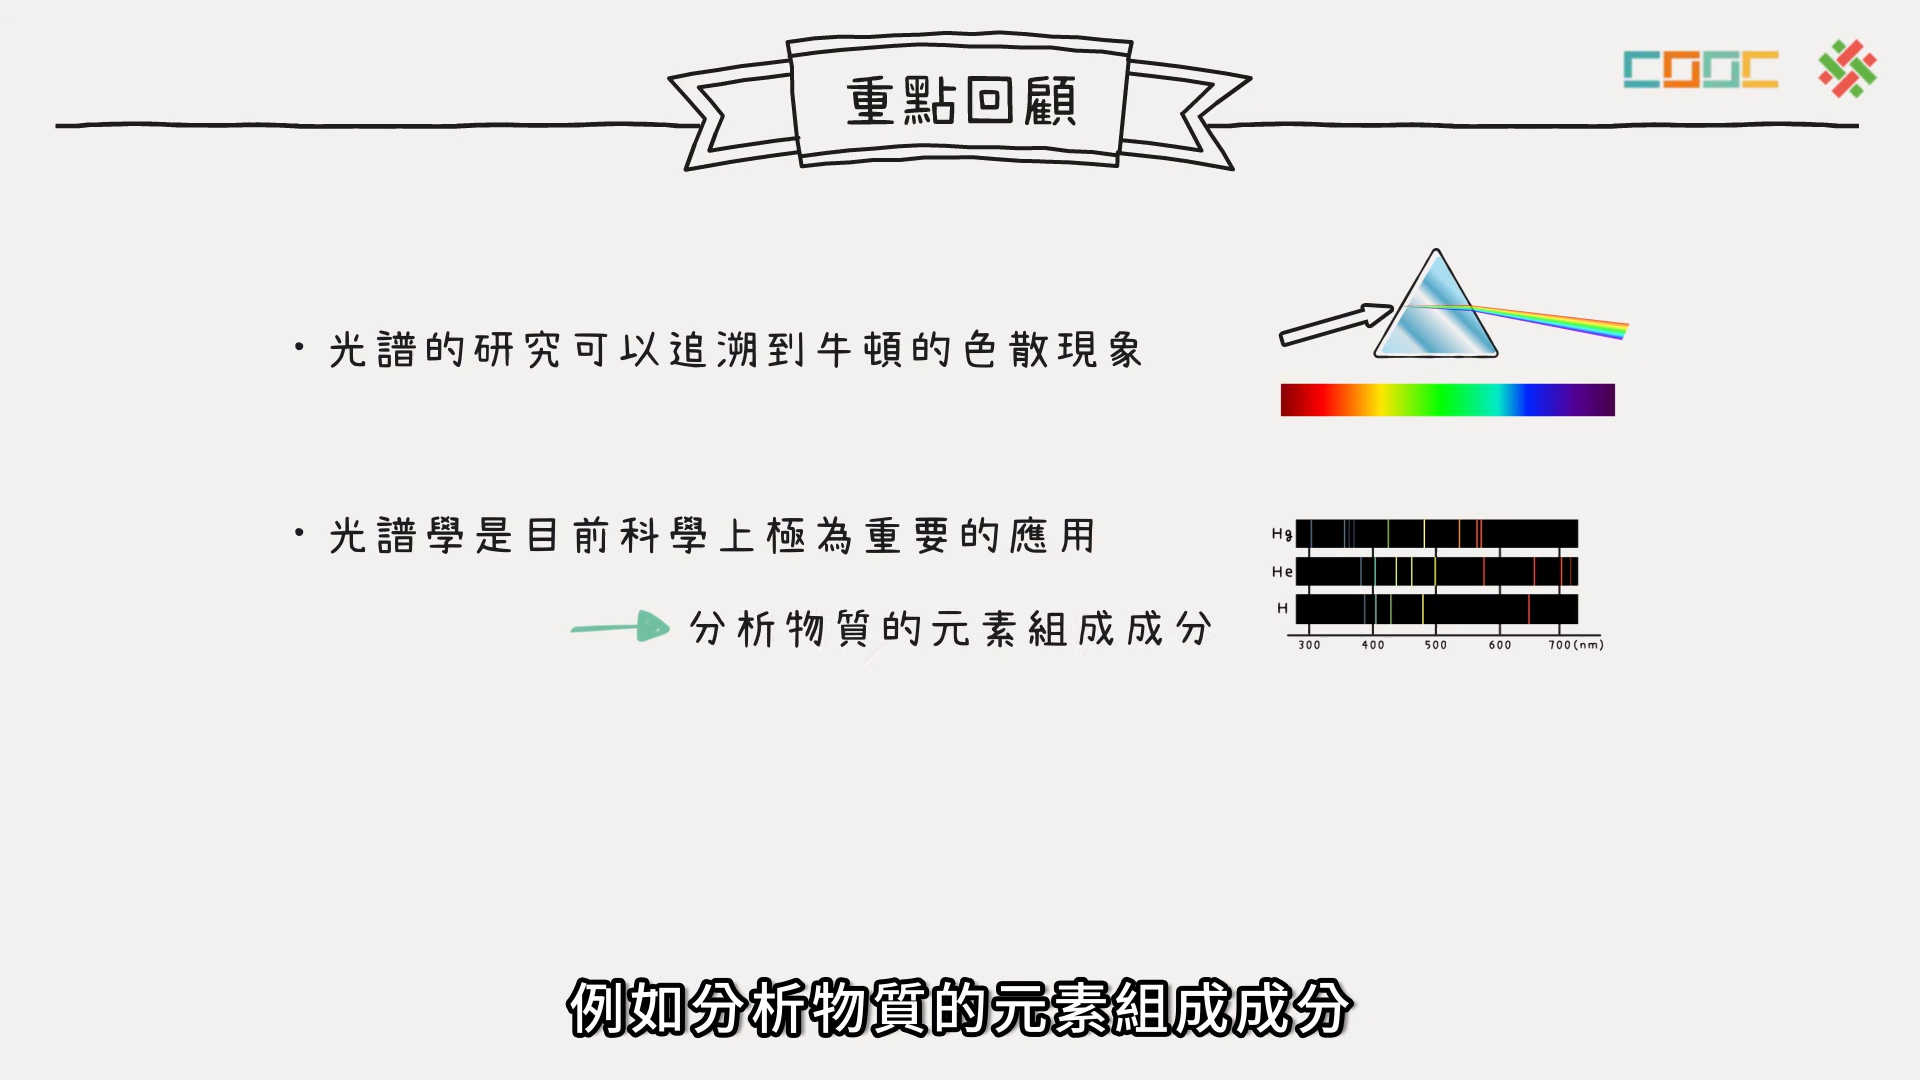 重點回顧
COOC
・光譜的研究可以追溯到牛頓的色散現象
・光譜學是目前科學上極為重要的應用
分析物質的元素組成成分
Hg
He
H
300 400 500 600 700(nm)
例如分析物質的元素組成成分